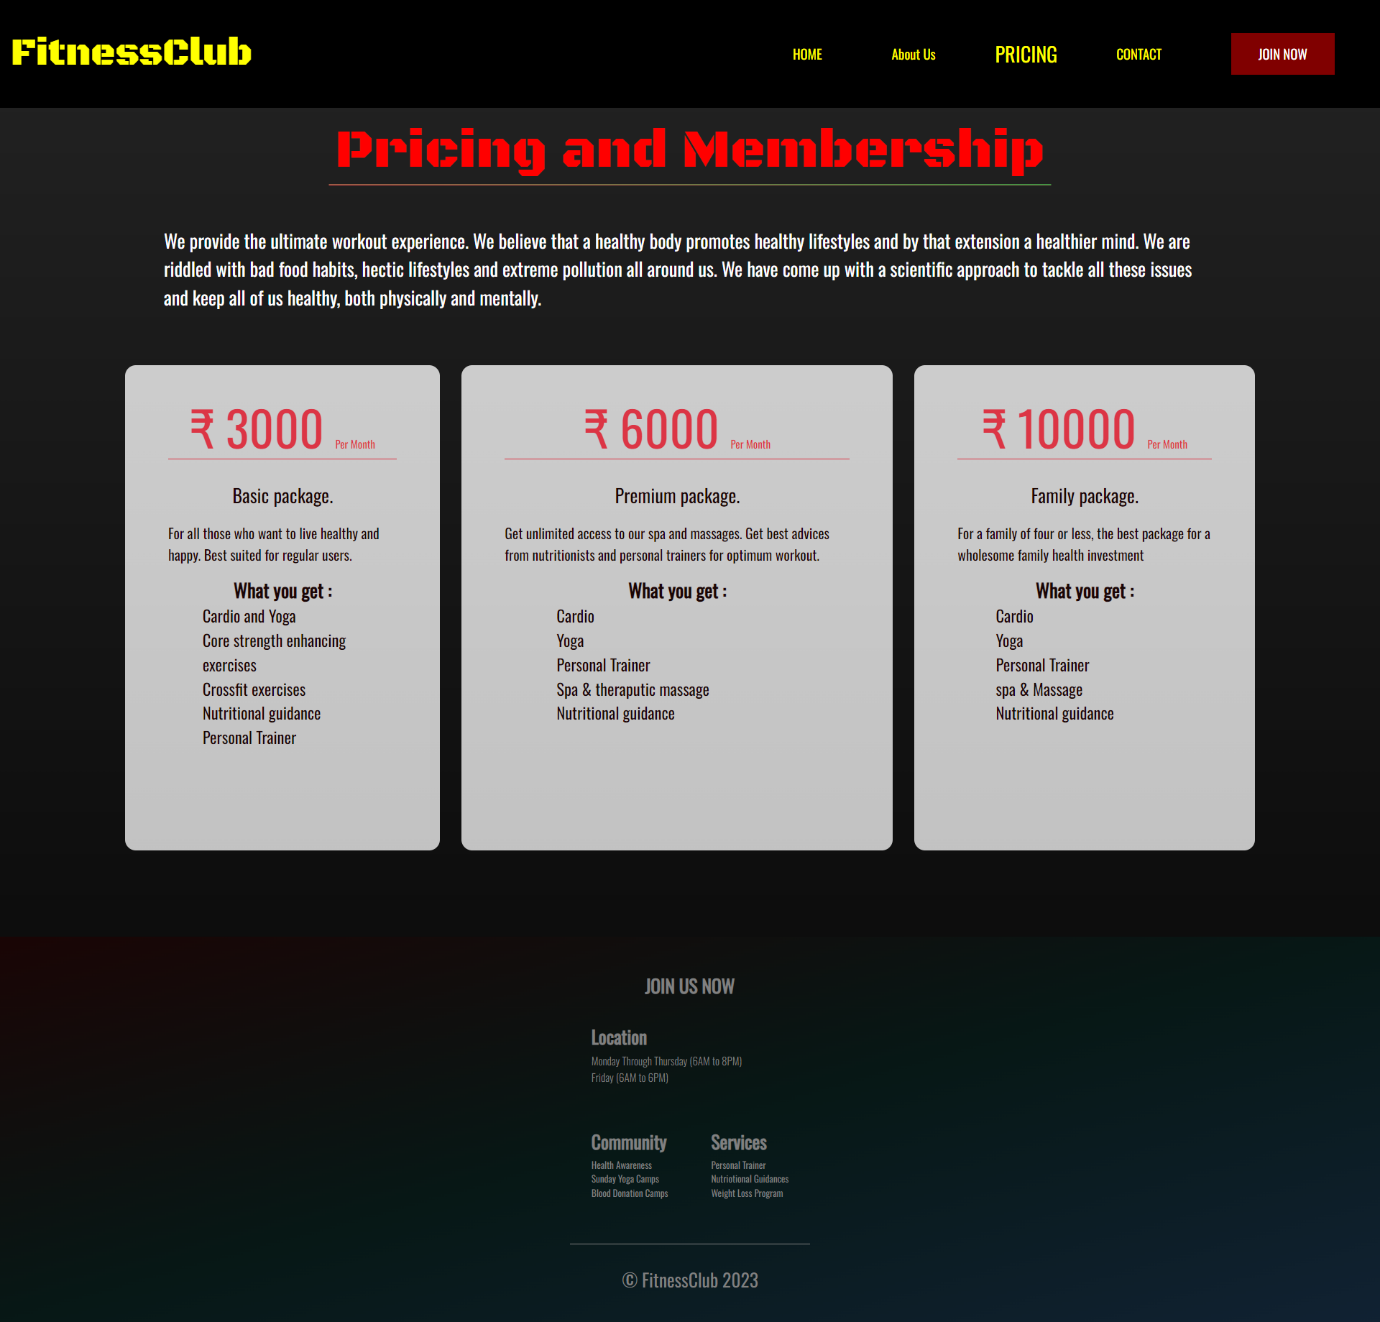 FitnessClub
HOME
About Us
PRICING
CONTACT
JOIN NOW
Pricing and Membership
We provide the ultimate workout experience. We believe that a healthy body promotes healthy lifestyles and by that extension a healthier mind. We are
riddled with bad food habits, hectic lifestyles and extreme pollution all around us. We have come up with a scientific approach to tackle all these issues
and keep all of us healthy, both physically and mentally.
₹ 3000 Per Month
Basic package.
For all those who want to live healthy and
happy. Best suited for regular users.
What you get :
Cardio and Yoga
Core strength enhancing
exercises
Crossfit exercises
Nutritional guidance
Personal Trainer
₹ 6000 Per Month
Premium package.
Get unlimited access to our spa and massages. Get best advices
from nutritionists and personal trainers for optimum workout.
What you get :
Cardio
Yoga
Personal Trainer
Spa & theraputic massage
Nutritional guidance
₹ 10000 Per Month
Family package.
For a family of four or less, the best package for a
wholesome family health investment
What you get :
Cardio
Yoga
Personal Trainer
spa & Massage
Nutritional guidance
JOIN US NOW
Location
Monday Through Thursday (6AM to 8PM)
Friday (6AM to 6PM)
Community
Health Awareness
Sunday Yoga Camps
Blood Donation Camps
Services
Personal Trainer
Nutriotional Guidances
Weight Loss Program
© FitnessClub 2023